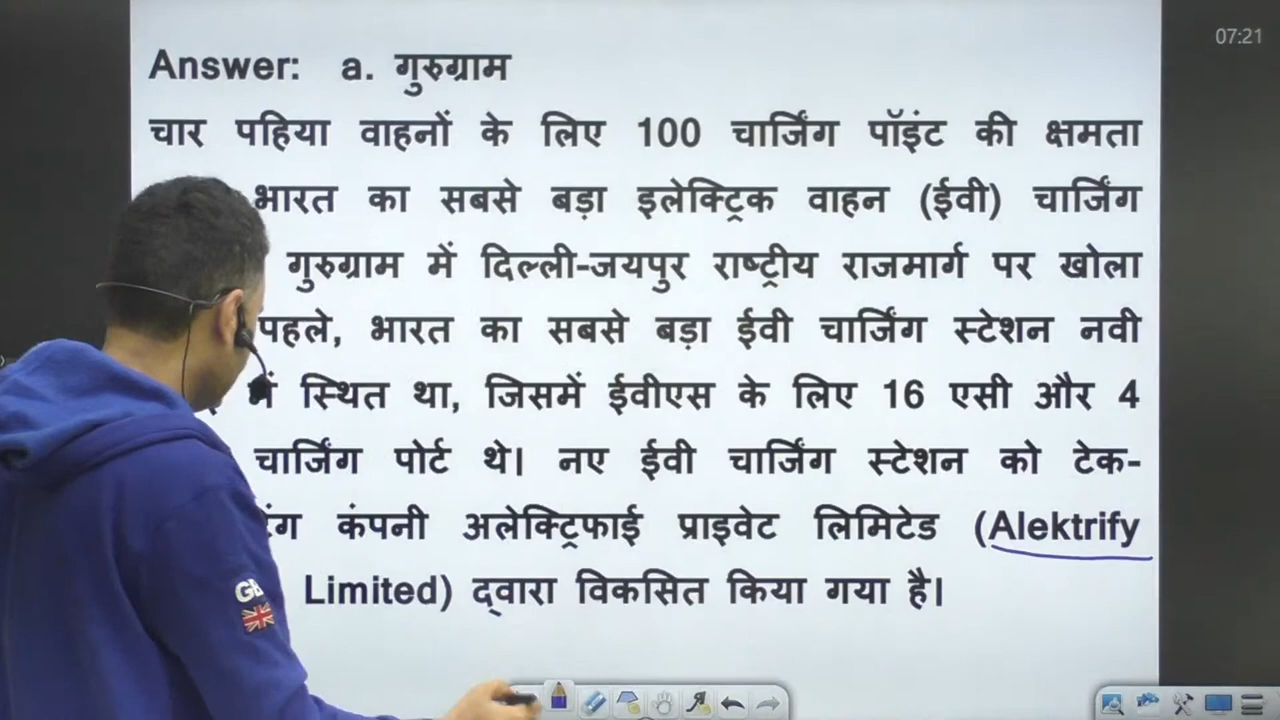 07:21
Answer: a. गुरुग्राम
चार पहिया वाहनों के लिए 100 चार्जिंग पॉइंट की क्षमता
भारत का सबसे बड़ा इलेक्ट्रिक वाहन (ईवी) चार्जिंग
गुरुग्राम में दिल्ली-जयपुर राष्ट्रीय राजमार्ग पर खोला
पहले, भारत का सबसे बड़ा ईवी चार्जिंग स्टेशन नवी
में स्थित था, जिसमें ईवीएस के लिए 16 एसी और 4
चार्जिंग पोर्ट थे। नए ईवी चार्जिंग स्टेशन को टेक-
कंपनी अलेक्ट्रिफाई प्राइवेट लिमिटेड (Alektrify
Limited) द्वारा विकसित किया गया है।
GB